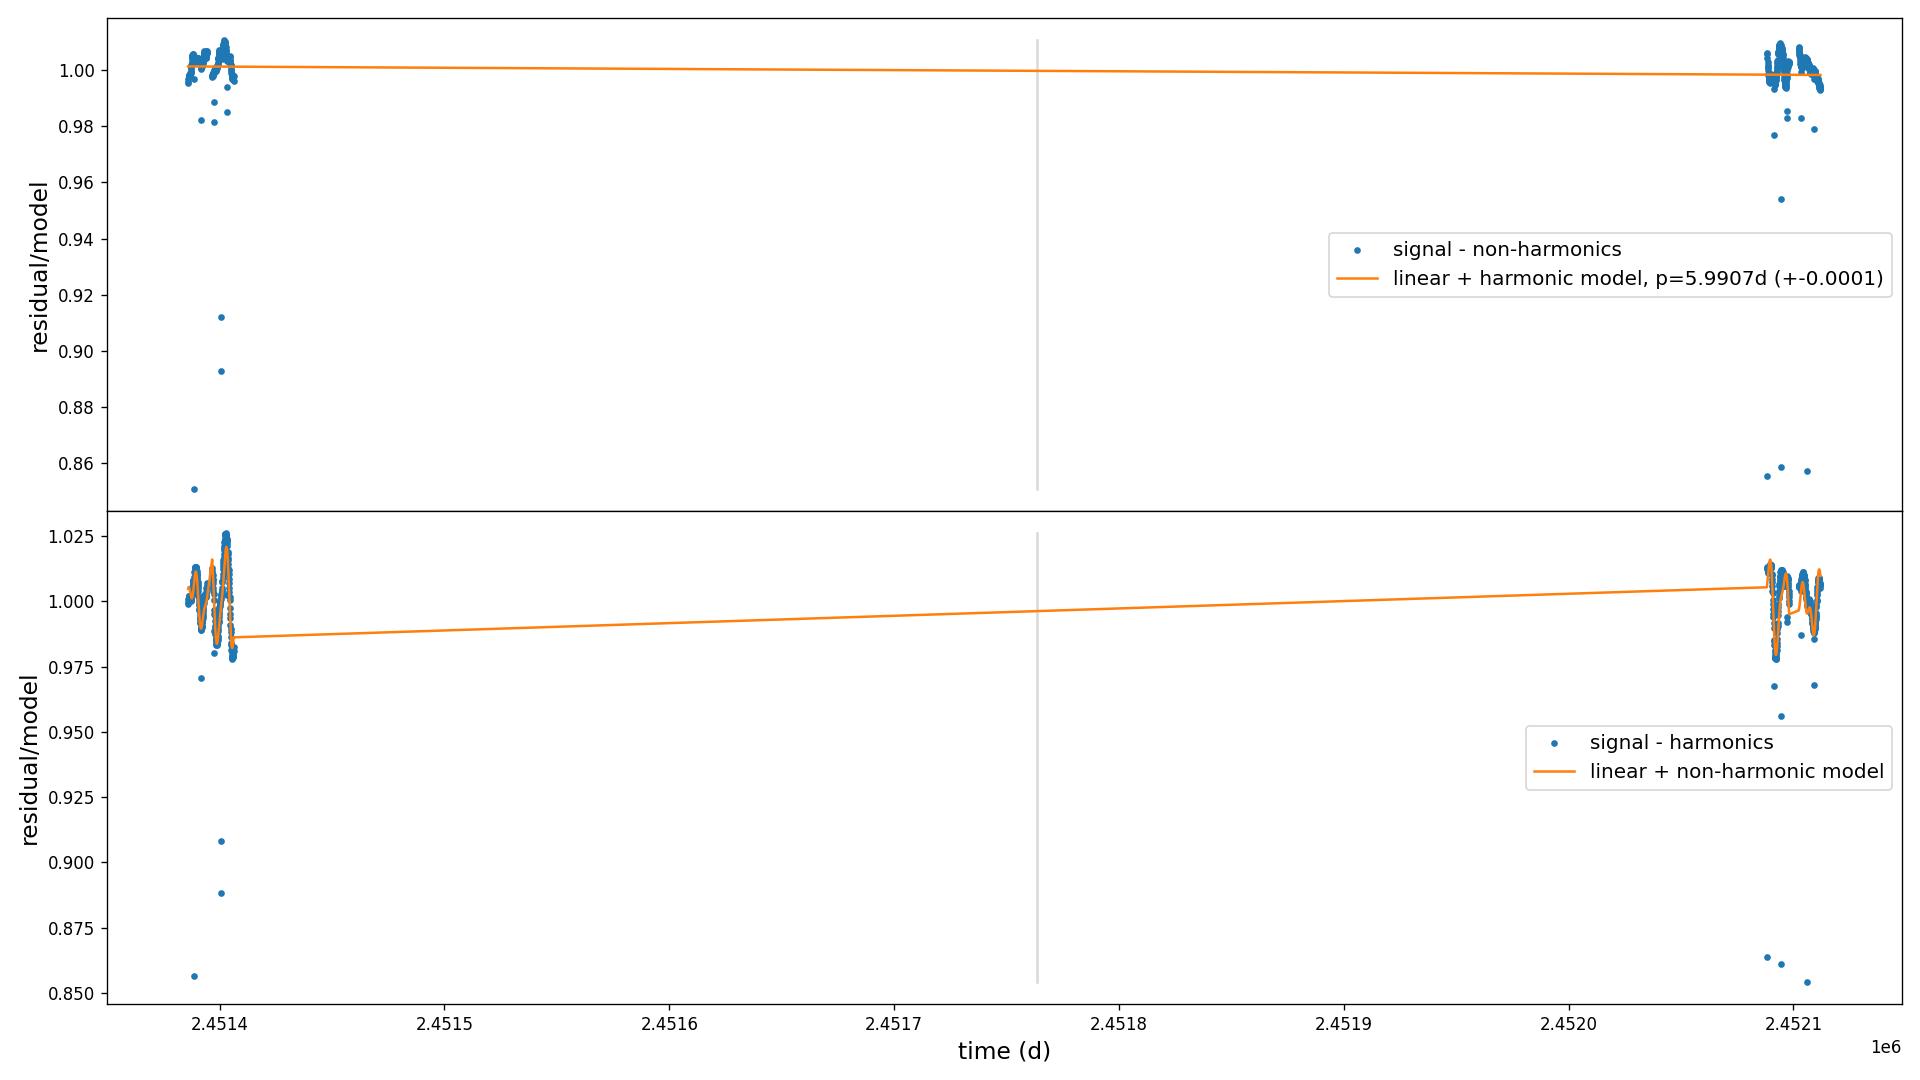 1.00
0.98
0.96
0.94
0.92
0.90
0.88
0.86
residual/model
signal - non-harmonics
linear + harmonic model, p=5.9907d (+-0.0001)
1.025
1.000
0.975
0.950
0.925
0.900
0.875
0.850
residual/model
signal - harmonics
linear + non-harmonic model
2.4514 2.4515 2.4516 2.4517 2.4518 2.4519 2.4520 2.4521
1e6
time (d)